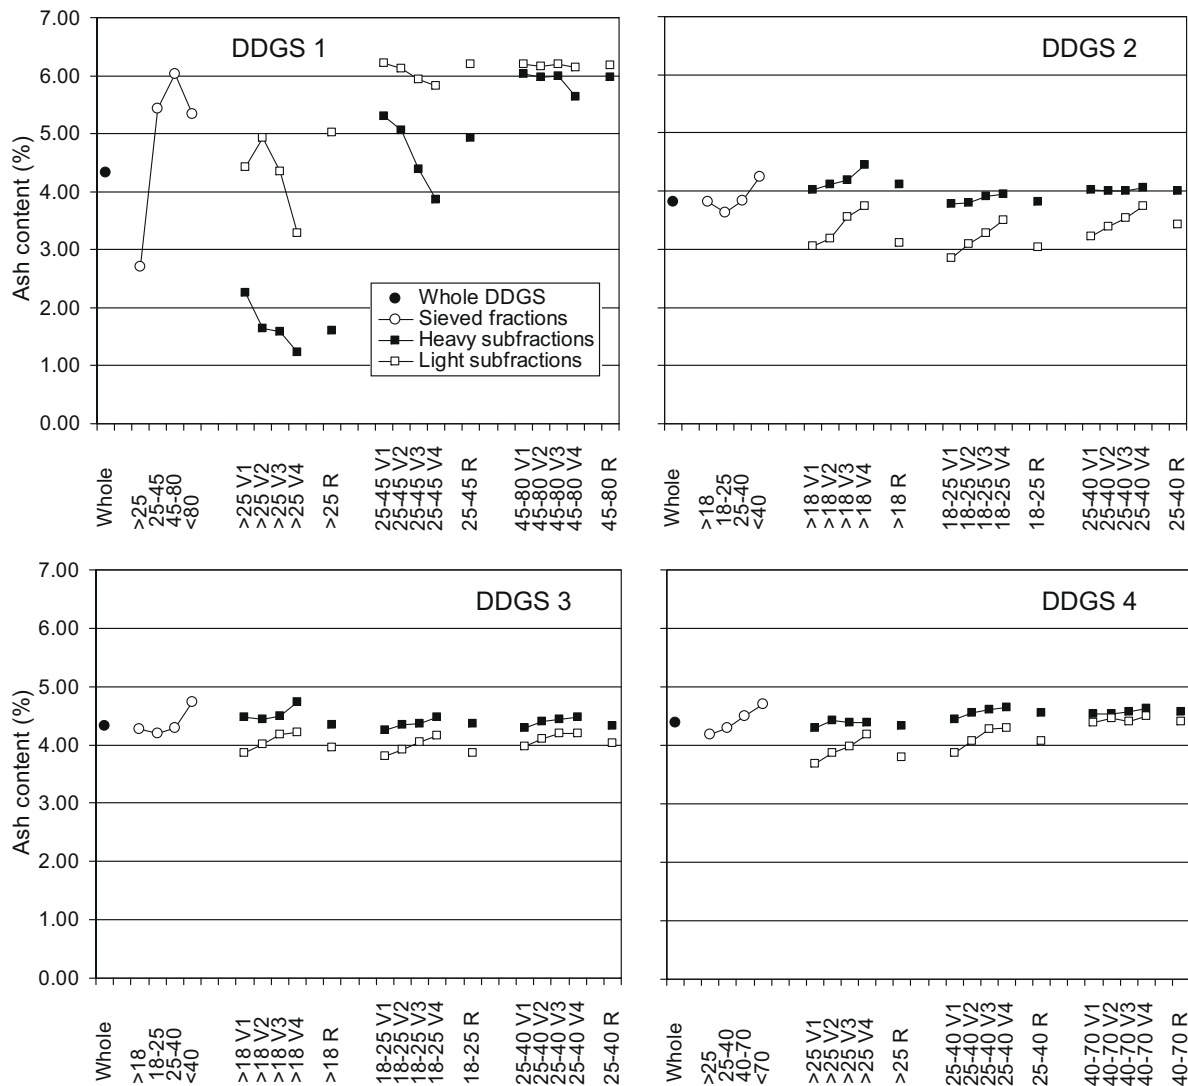 7.00
6.00
5.00
4.00
3.00
2.00
1.00
0.00
Ash content (%)
DDGS 1
Whole DDGS
Sieved fractions
Heavy subfractions
Light subfractions
Whole
>25
25-45
45-80
<80
>25 V1
>25 V2
>25 V3
>25 V4
>25 R
25-45 V1
25-45 V2
25-45 V3
25-45 V4
25-45 R
45-80 V1
45-80 V2
45-80 V3
45-80 V4
45-80 R
DDGS 2
Whole
>18
18-25
25-40
<40
>18 V1
>18 V2
>18 V3
>18 V4
>18 R
18-25 V1
18-25 V2
18-25 V3
18-25 V4
18-25 R
25-40 V1
25-40 V2
25-40 V3
25-40 V4
25-40 R
7.00
6.00
5.00
4.00
3.00
2.00
1.00
0.00
Ash content (%)
DDGS 3
Whole
>18
18-25
25-40
<40
>18 V1
>18 V2
>18 V3
>18 V4
>18 R
18-25 V1
18-25 V2
18-25 V3
18-25 V4
18-25 R
25-40 V1
25-40 V2
25-40 V3
25-40 V4
25-40 R
DDGS 4
Whole
>25
25-40
40-70
<70
>25 V1
>25 V2
>25 V3
>25 V4
>25 R
25-40 V1
25-40 V2
25-40 V3
25-40 V4
25-40 R
40-70 V1
40-70 V2
40-70 V3
40-70 V4
40-70 R